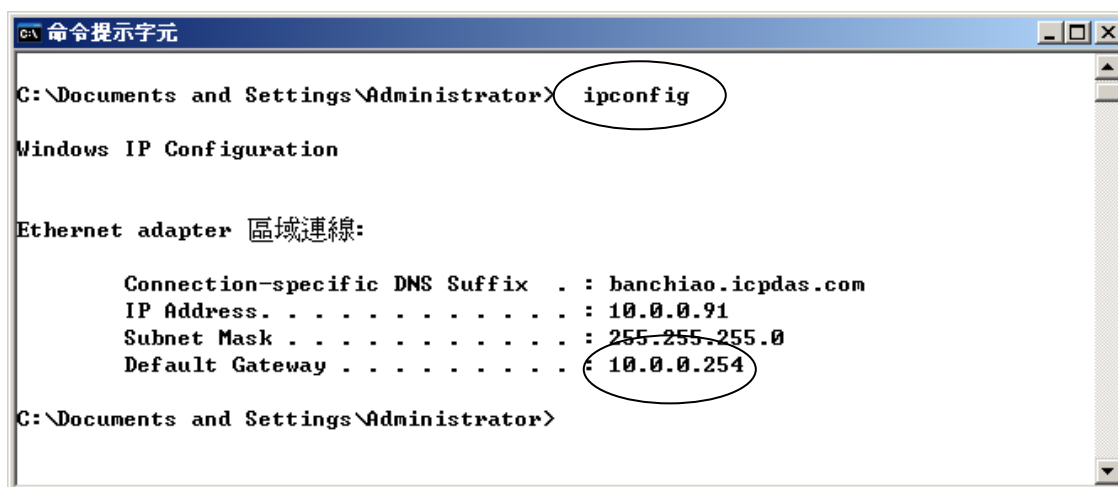 命令提示字元
C:\Documents and Settings\Administrator>  ipconfig
Windows IP Configuration
Ethernet adapter 區域連線:
Connection-specific DNS Suffix  . : banchiao.icpdas.com
IP Address. . . . . . . . . . . . : 10.0.0.91
Subnet Mask . . . . . . . . . . . : 255.255.255.0
Default Gateway . . . . . . . . . : 10.0.0.254
C:\Documents and Settings\Administrator>